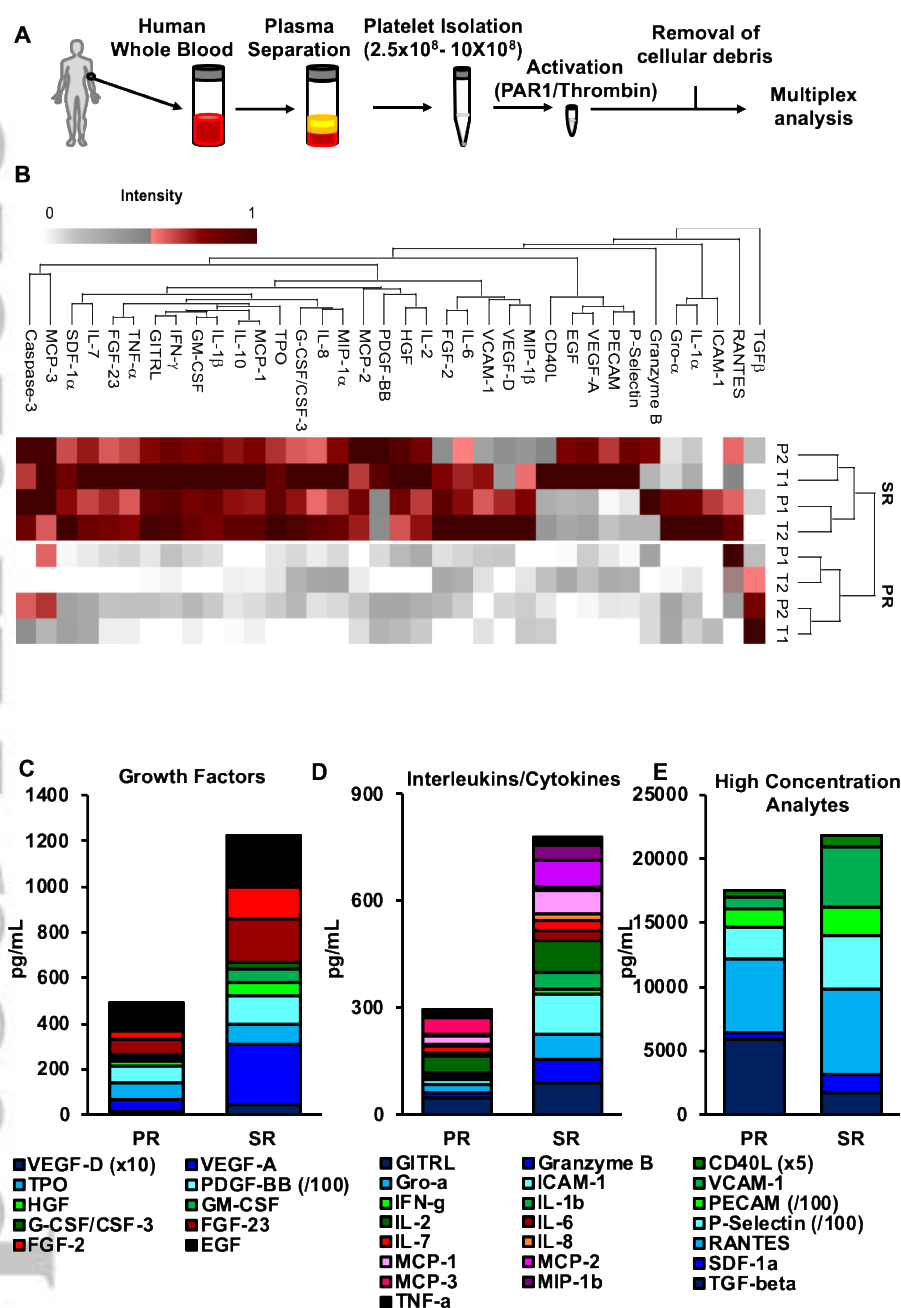 A
Human
Whole Blood
Plasma
Separation
Platelet Isolation
(2.5x10⁸- 10X10⁸)
Activation
(PAR1/Thrombin)
Removal of
cellular debris
Multiplex
analysis
B
Intensity
0 1
Caspase-3
MCP-3
SDF-1α
IL-7
FGF-23
TNF-α
GITRL
IFN-γ
GM-CSF
IL-1β
IL-10
MCP-1
TPO
G-CSF/CSF-3
IL-8
MIP-1α
MCP-2
PDGF-BB
HGF
IL-2
FGF-2
IL-6
VCAM-1
VEGF-D
MIP-1β
CD40L
EGF
VEGF-A
PECAM
P-Selectin
Granzyme B
Gro-α
IL-1α
ICAM-1
RANTES
TGFβ
P2
T1
P1
T2
P1
T2
P2
T1
SR
PR
C
Growth Factors
1400
1200
1000
800
600
400
200
0
pg/mL
PR SR
VEGF-D (x10) VEGF-A
TPO PDGF-BB (/100)
HGF GM-CSF
G-CSF/CSF-3 FGF-23
FGF-2 EGF
D
Interleukins/Cytokines
900
600
300
0
pg/mL
PR SR
GITRL Granzyme B
Gro-a ICAM-1
IFN-g IL-1b
IL-2 IL-6
IL-7 IL-8
MCP-1 MCP-2
MCP-3 MIP-1b
TNF-a
E
High Concentration
Analytes
25000
20000
15000
10000
5000
0
pg/mL
PR SR
CD40L (x5)
VCAM-1
PECAM (/100)
P-Selectin (/100)
RANTES
SDF-1a
TGF-beta